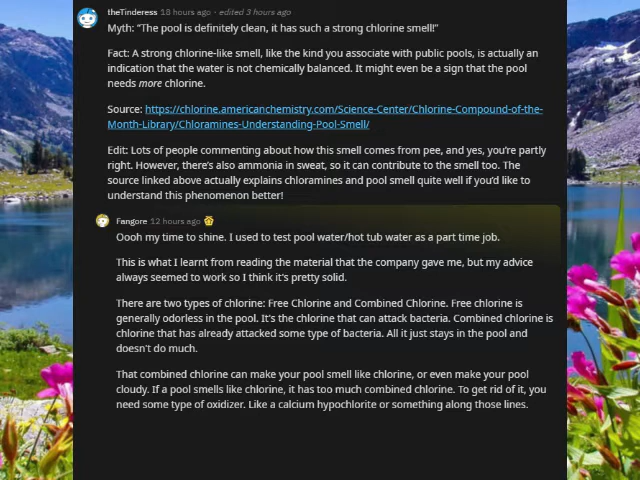 theTinderess 18 hours ago · edited 3 hours ago
Myth: “The pool is definitely clean, it has such a strong chlorine smell!”
Fact: A strong chlorine-like smell, like the kind you associate with public pools, is actually an
indication that the water is not chemically balanced. It might even be a sign that the pool
needs more chlorine.
Source: https://chlorine.americanchemistry.com/Science-Center/Chlorine-Compound-of-the-
Month-Library/Chloramines-Understanding-Pool-Smell/
Edit: Lots of people commenting about how this smell comes from pee, and yes, you’re partly
right. However, there’s also ammonia in sweat, so it can contribute to the smell too. The
source linked above actually explains chloramines and pool smell quite well if you’d like to
understand this phenomenon better!
Fangore 12 hours ago
Oooh my time to shine. I used to test pool water/hot tub water as a part time job.
This is what I learnt from reading the material that the company gave me, but my advice
always seemed to work so I think it’s pretty solid.
There are two types of chlorine: Free Chlorine and Combined Chlorine. Free chlorine is
generally odorless in the pool. It’s the chlorine that can attack bacteria. Combined chlorine is
chlorine that has already attacked some type of bacteria. All it just stays in the pool and
doesn’t do much.
That combined chlorine can make your pool smell like chlorine, or even make your pool
cloudy. If a pool smells like chlorine, it has too much combined chlorine. To get rid of it, you
need some type of oxidizer. Like a calcium hypochlorite or something along those lines.